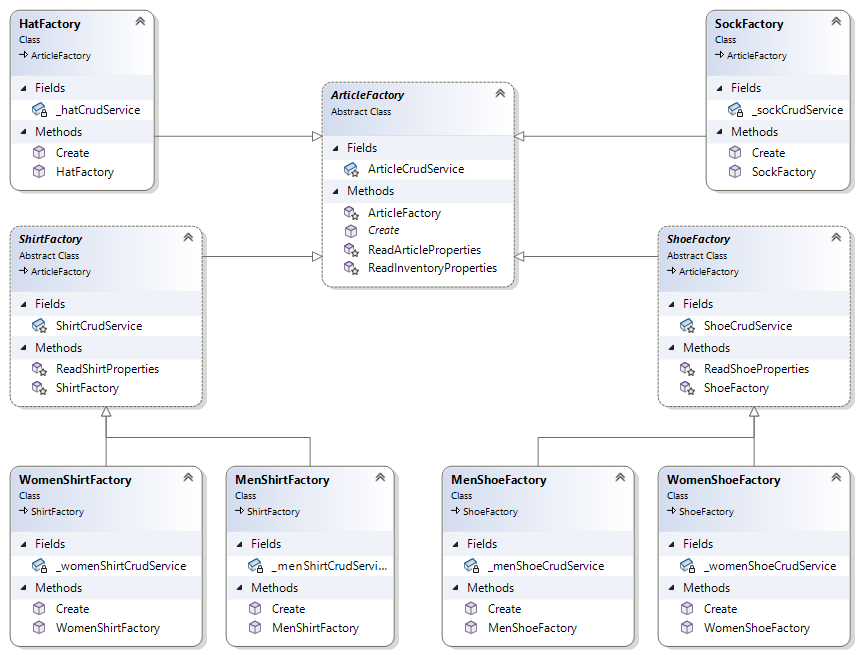 HatFactory
Class
ArticleFactory
Fields
_hatCrudService
Methods
Create
HatFactory
ArticleFactory
Abstract Class
Fields
ArticleCrudService
Methods
ArticleFactory
Create
ReadArticleProperties
ReadInventoryProperties
SockFactory
Class
ArticleFactory
Fields
_sockCrudService
Methods
Create
SockFactory
ShirtFactory
Abstract Class
ArticleFactory
Fields
ShirtCrudService
Methods
ReadShirtProperties
ShirtFactory
ShoeFactory
Abstract Class
ArticleFactory
Fields
ShoeCrudService
Methods
ReadShoeProperties
ShoeFactory
WomenShirtFactory
Class
ShirtFactory
Fields
_womenShirtCrudService
Methods
Create
WomenShirtFactory
MenShirtFactory
Class
ShirtFactory
Fields
_menShirtCrudServi...
Methods
Create
MenShirtFactory
MenShoeFactory
Class
ShoeFactory
Fields
_menShoeCrudService
Methods
Create
MenShoeFactory
WomenShoeFactory
Class
ShoeFactory
Fields
_womenShoeCrudService
Methods
Create
WomenShoeFactory